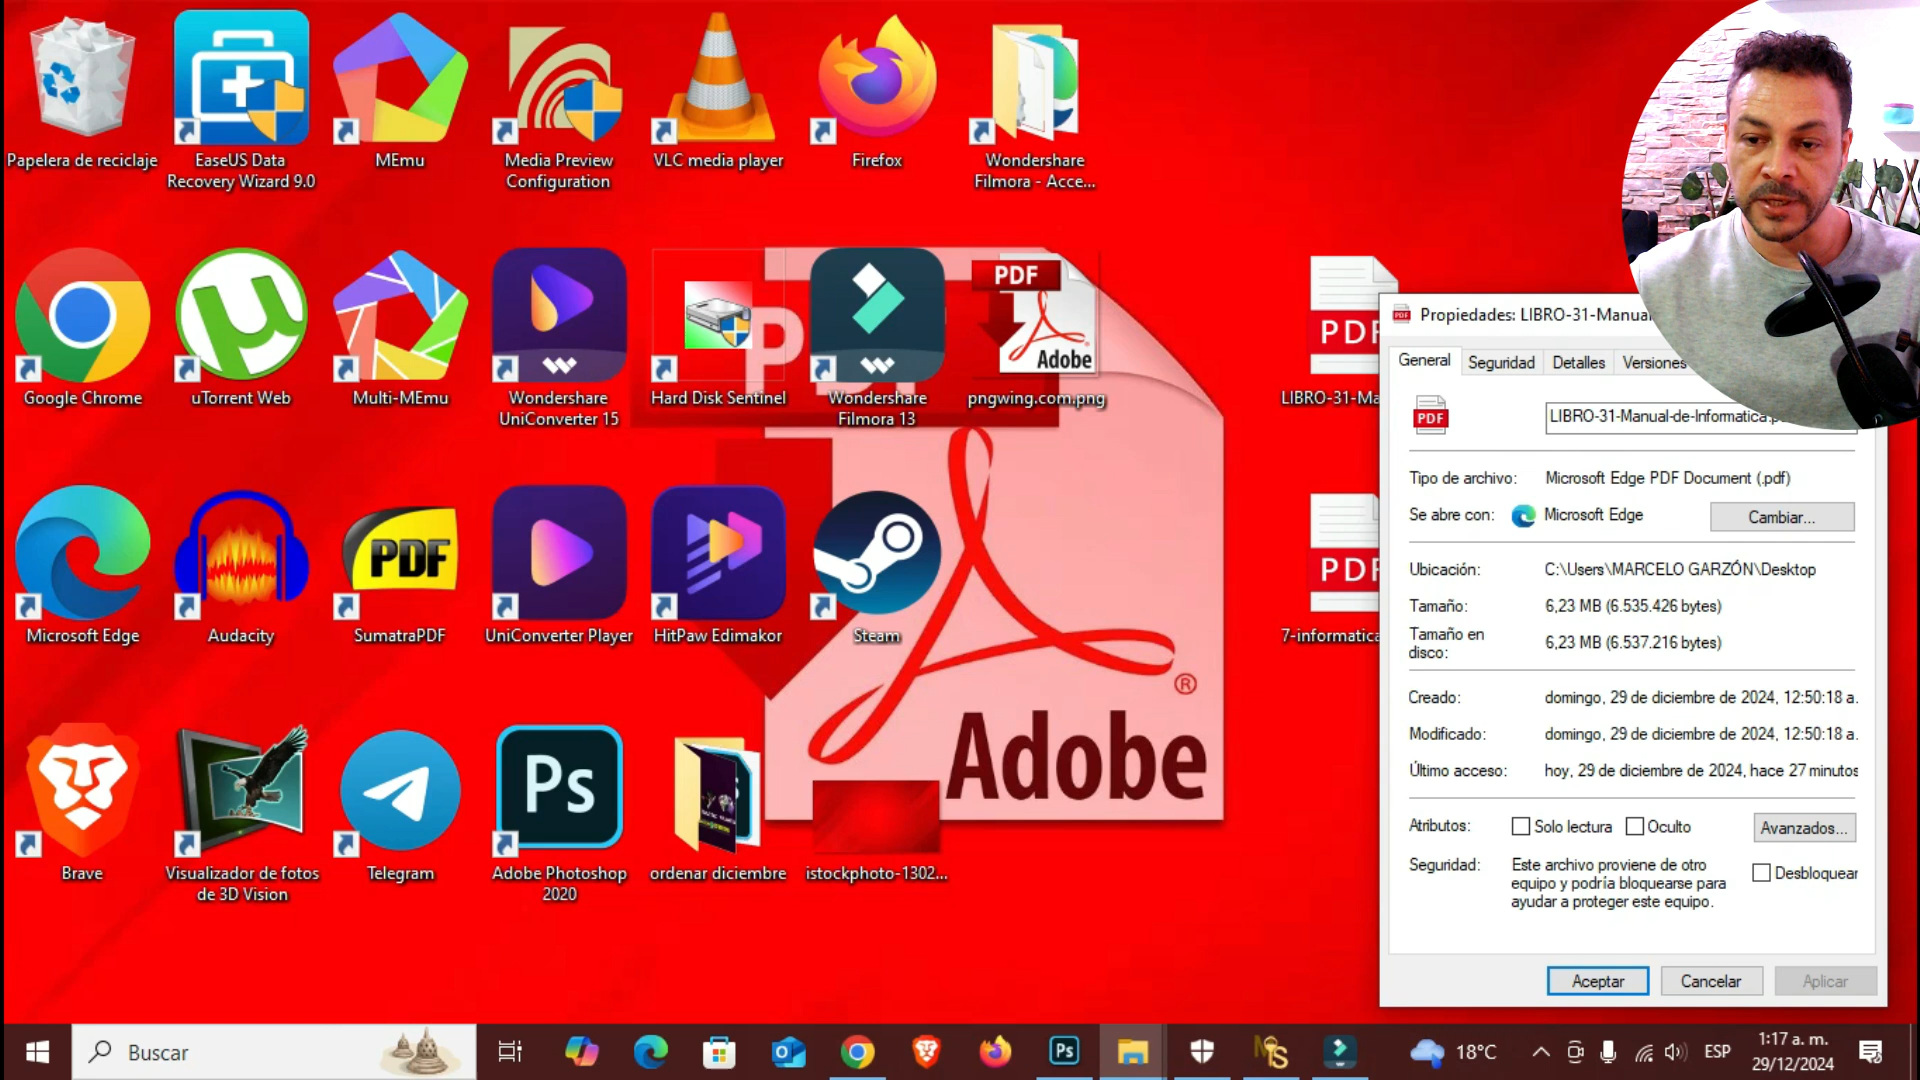 Papelera de reciclaje
EaseUS Data
Recovery Wizard 9.0
MEmu
Media Preview
Configuration
VLC media player
Firefox
Wondershare
Filmora - Acce...
Google Chrome
uTorrent Web
Multi-MEmu
Wondershare
UniConverter 15
Hard Disk Sentinel
Wondershare
Filmora 13
PDF
Adobe
pngwing.com.png
PDF
LIBRO-31-Ma
Microsoft Edge
Audacity
PDF
SumatraPDF
UniConverter Player
HitPaw Edimakor
Steam
PDF
7-informatica
®
Adobe
Brave
Visualizador de fotos
de 3D Vision
Telegram
Ps
Adobe Photoshop
2020
ordenar diciembre
istockphoto-1302...
Propiedades: LIBRO-31-Manual
General
Seguridad
Detalles
Versiones
PDF
LIBRO-31-Manual-de-Informatica.p
Tipo de archivo: Microsoft Edge PDF Document (.pdf)
Se abre con: Microsoft Edge
Cambiar...
Ubicación: C:\Users\MARCELO GARZÓN\Desktop
Tamaño: 6,23 MB (6.535.426 bytes)
Tamaño en
disco: 6,23 MB (6.537.216 bytes)
Creado: domingo, 29 de diciembre de 2024, 12:50:18 a.
Modificado: domingo, 29 de diciembre de 2024, 12:50:18 a.
Último acceso: hoy, 29 de diciembre de 2024, hace 27 minutos
Atributos: Solo lectura Oculto Avanzados...
Seguridad: Este archivo proviene de otro
equipo y podría bloquearse para
ayudar a proteger este equipo.
Desbloquear
Aceptar
Cancelar
Aplicar
Buscar
Ps
18°C
ESP
1:17 a. m.
29/12/2024